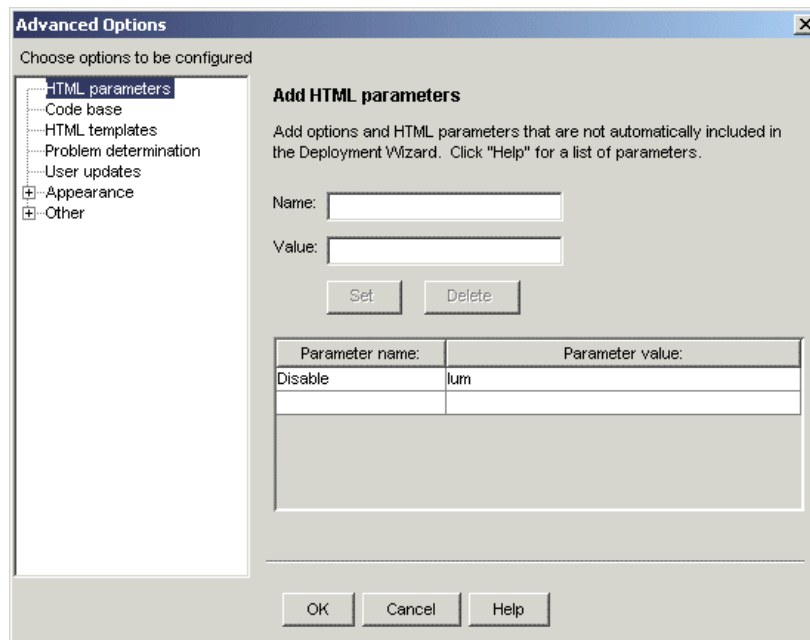 Advanced Options
Choose options to be configured
HTML parameters
Code base
HTML templates
Problem determination
User updates
Appearance
Other
Add HTML parameters
Add options and HTML parameters that are not automatically included in
the Deployment Wizard. Click "Help" for a list of parameters.
Name:
Value:
Set Delete
Parameter name: Parameter value:
Disable lum
OK Cancel Help